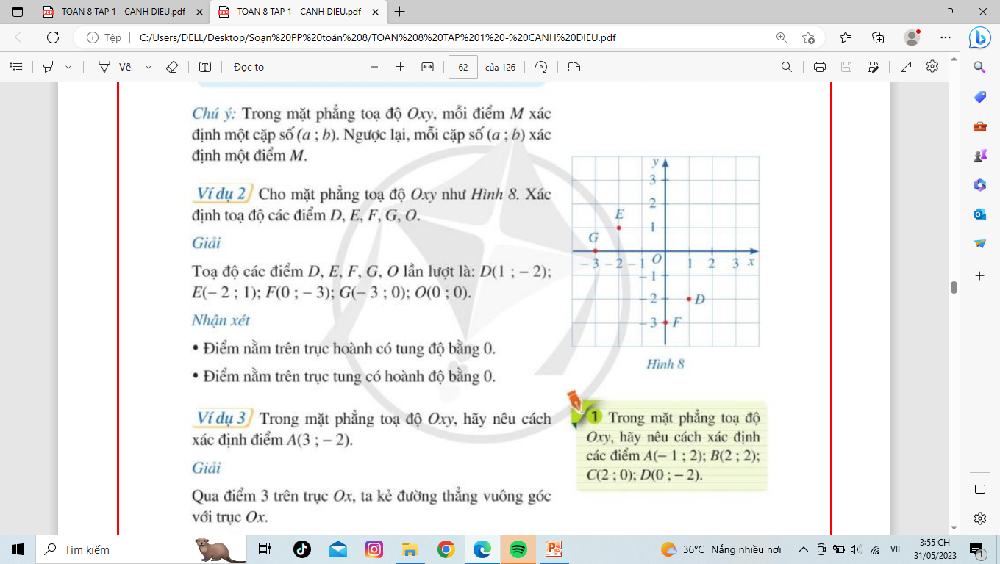 TOAN 8 TAP 1 - CANH DIEU.pdf
TOAN 8 TAP 1 - CANH DIEU.pdf
Tệp
C:/Users/DELL/Desktop/Soạn%20PP%20toán%208/TOAN%208%20TAP%201%20-%20CANH%20DIEU.pdf
Vẽ
Đọc to
62
của 126
Chú ý: Trong mặt phẳng toạ độ Oxy, mỗi điểm M xác
định một cặp số (a ; b). Ngược lại, mỗi cặp số (a ; b) xác
định một điểm M.
Ví dụ 2 Cho mặt phẳng toạ độ Oxy như Hình 8. Xác
định toạ độ các điểm D, E, F, G, O.
Giải
Toạ độ các điểm D, E, F, G, O lần lượt là: D(1 ; – 2);
E(– 2 ; 1); F(0 ; – 3); G(– 3 ; 0); O(0 ; 0).
Nhận xét
• Điểm nằm trên trục hoành có tung độ bằng 0.
• Điểm nằm trên trục tung có hoành độ bằng 0.
Ví dụ 3 Trong mặt phẳng toạ độ Oxy, hãy nêu cách
xác định điểm A(3 ; – 2).
Giải
Qua điểm 3 trên trục Ox, ta kẻ đường thẳng vuông góc
với trục Ox.
y
3
2
E
1
G
O
– 3 – 2 – 1 1 2 3 x
– 1
– 2 D
– 3 F
Hình 8
1 Trong mặt phẳng toạ độ
Oxy, hãy nêu cách xác định
các điểm A(– 1 ; 2); B(2 ; 2);
C(2 ; 0); D(0 ; – 2).
Tìm kiếm
36°C Nắng nhiều nơi
VIE
3:55 CH
31/05/2023
1